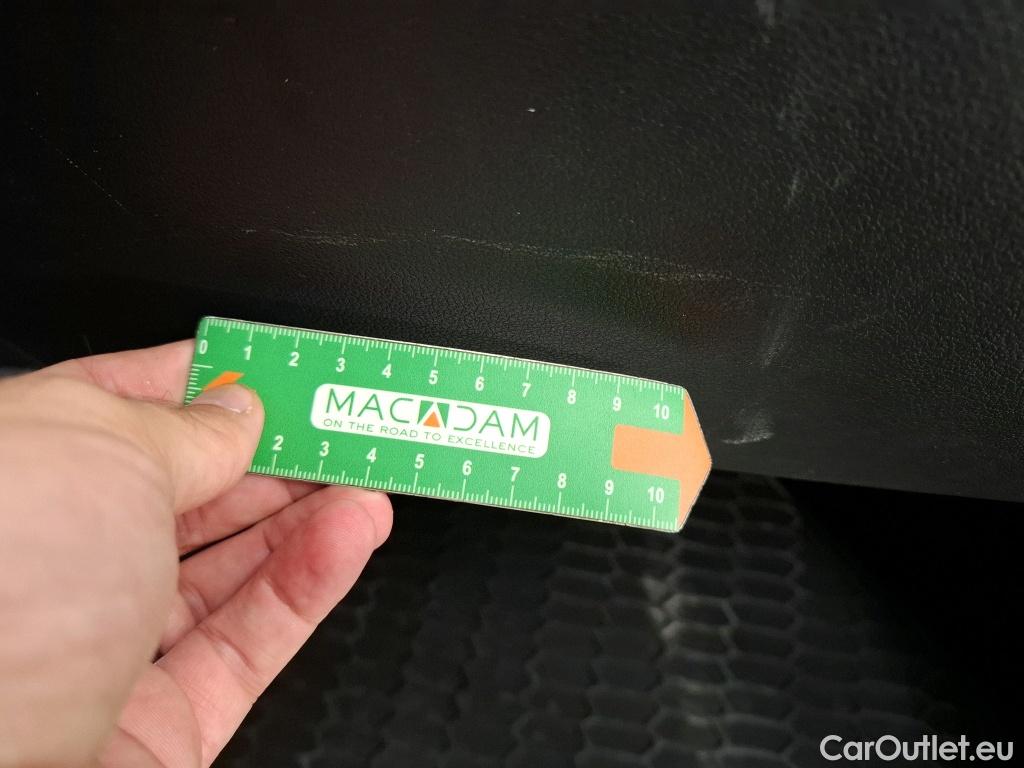 0 1 2 3 4 5 6 7 8 9 10
MACADAM
ON THE ROAD TO EXCELLENCE
2 3 4 5 6 7 8 9 10
CarOutlet.eu